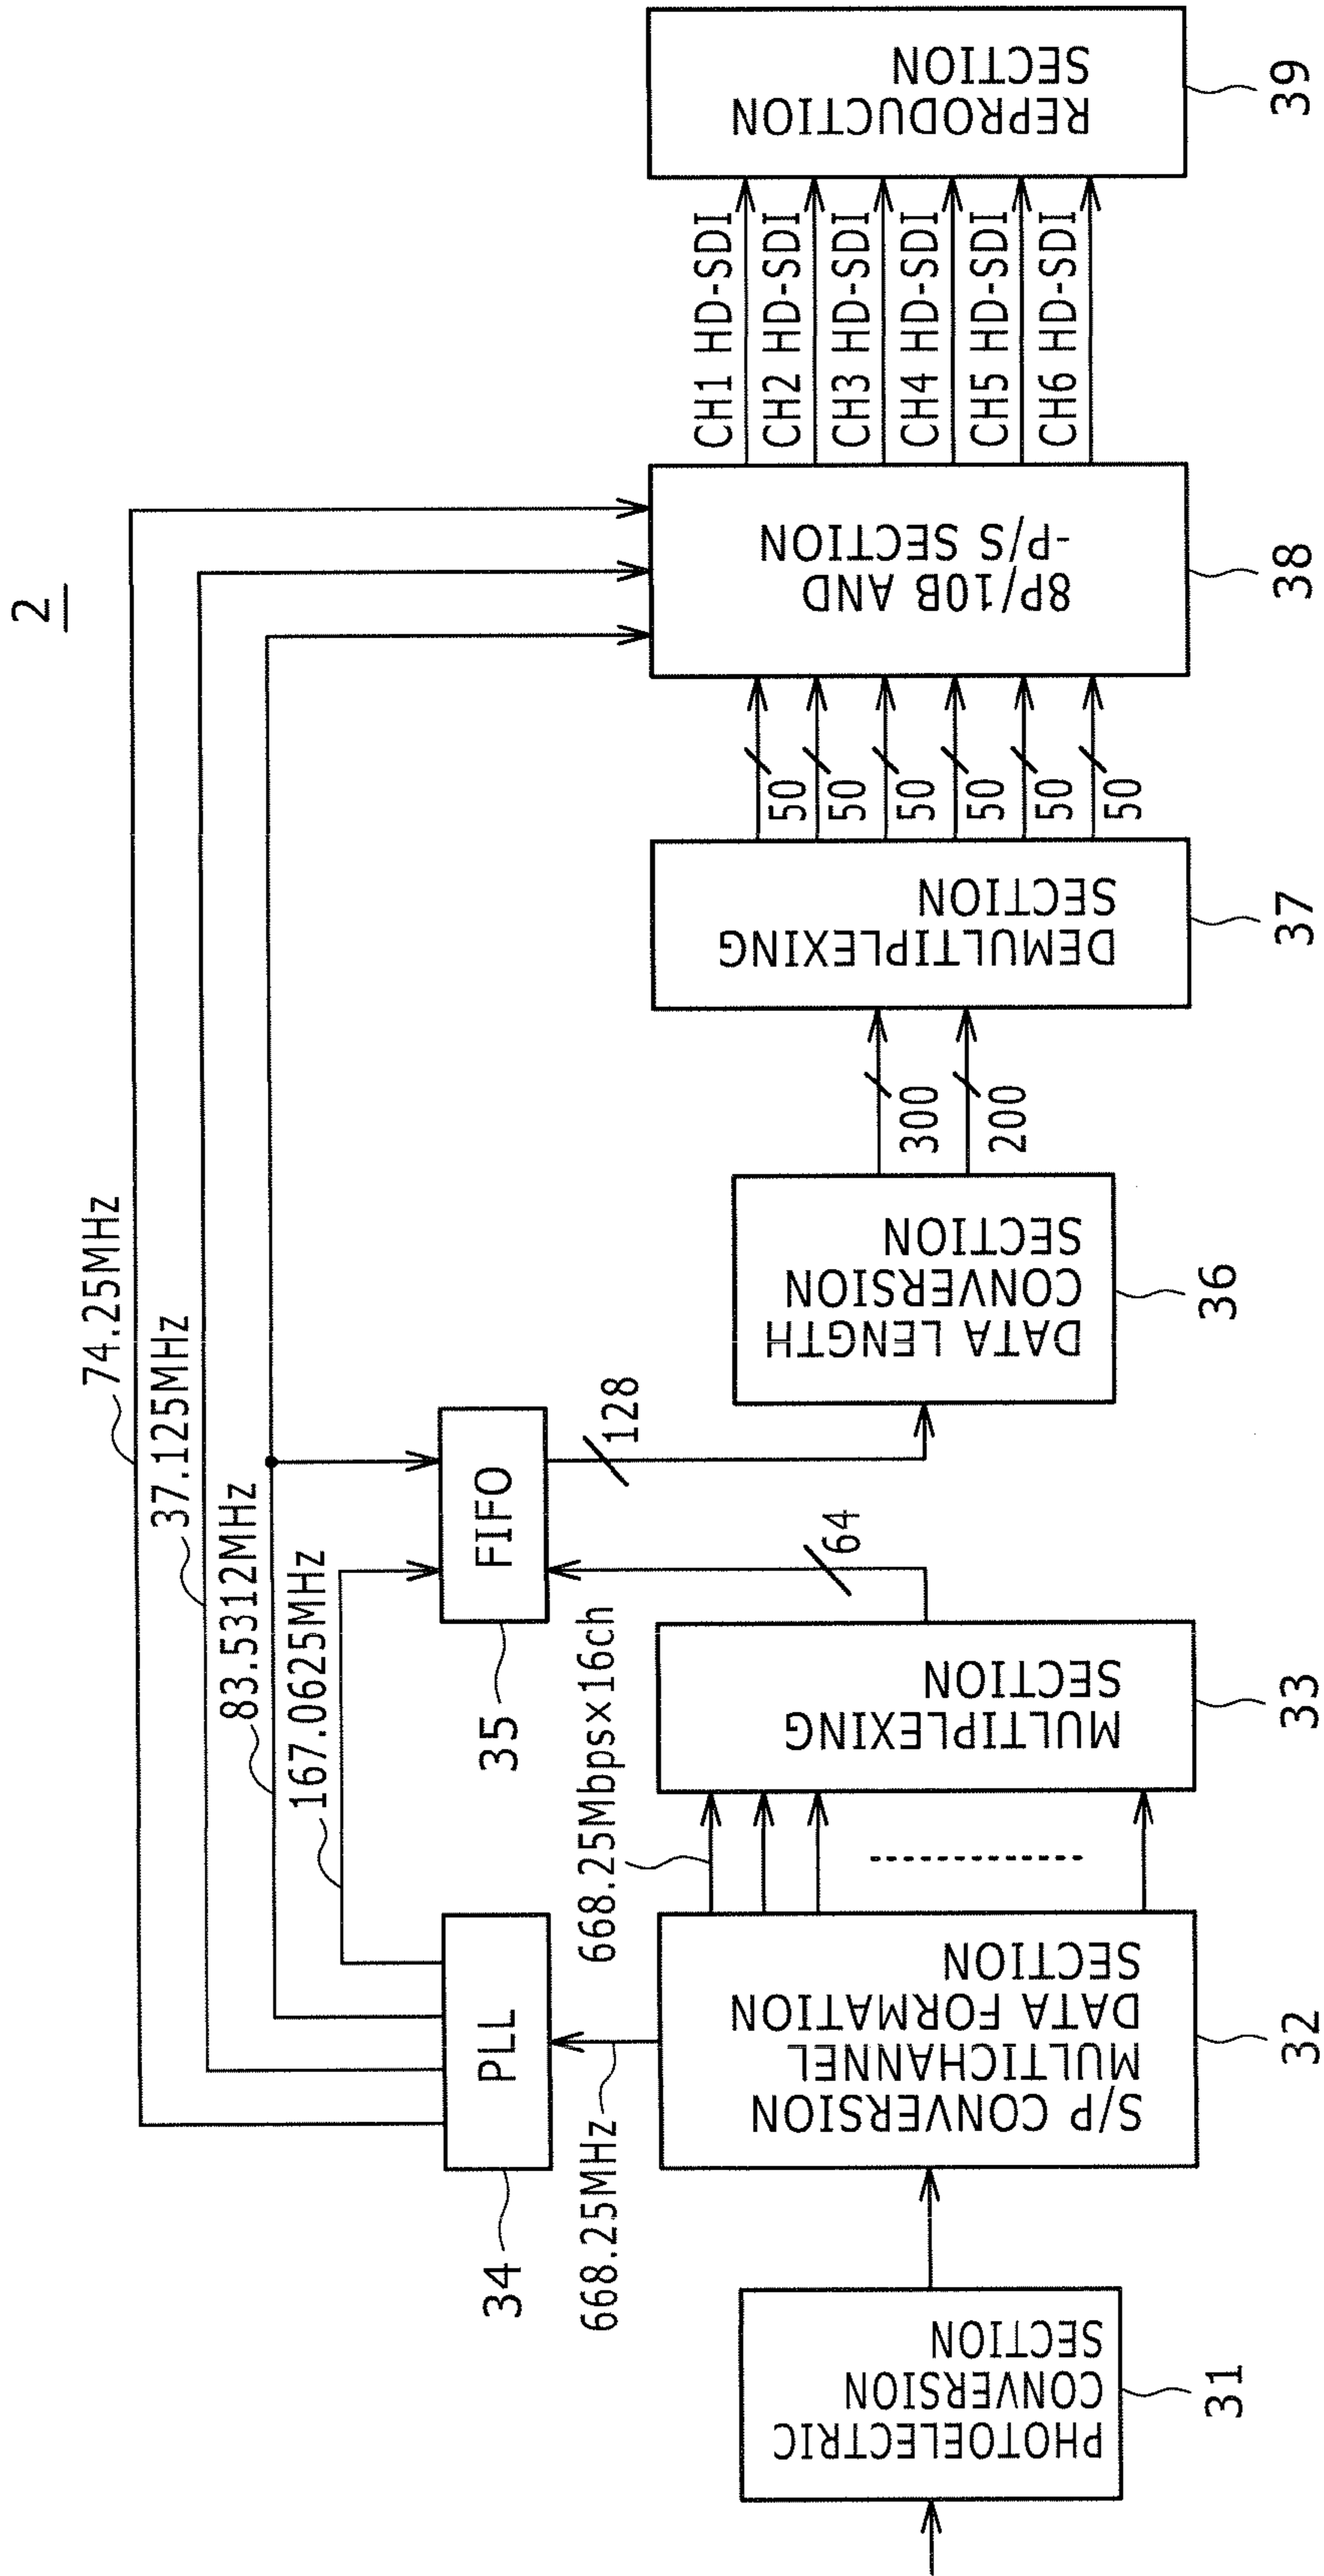 2
74.25MHz
37.125MHz
83.5312MHz
167.0625MHz
PLL
34
668.25MHz
668.25Mbps×16ch
FIFO
35
64
128
PHOTOELECTRIC
CONVERSION
SECTION
31
S/P CONVERSION
MULTICHANNEL
DATA FORMATION
SECTION
32
MULTIPLEXING
SECTION
33
DATA LENGTH
CONVERSION
SECTION
36
300
200
DEMULTIPLEXING
SECTION
37
50
50
50
50
50
50
8P/10B AND
-P/S SECTION
38
CH1 HD-SDI
CH2 HD-SDI
CH3 HD-SDI
CH4 HD-SDI
CH5 HD-SDI
CH6 HD-SDI
REPRODUCTION
SECTION
39